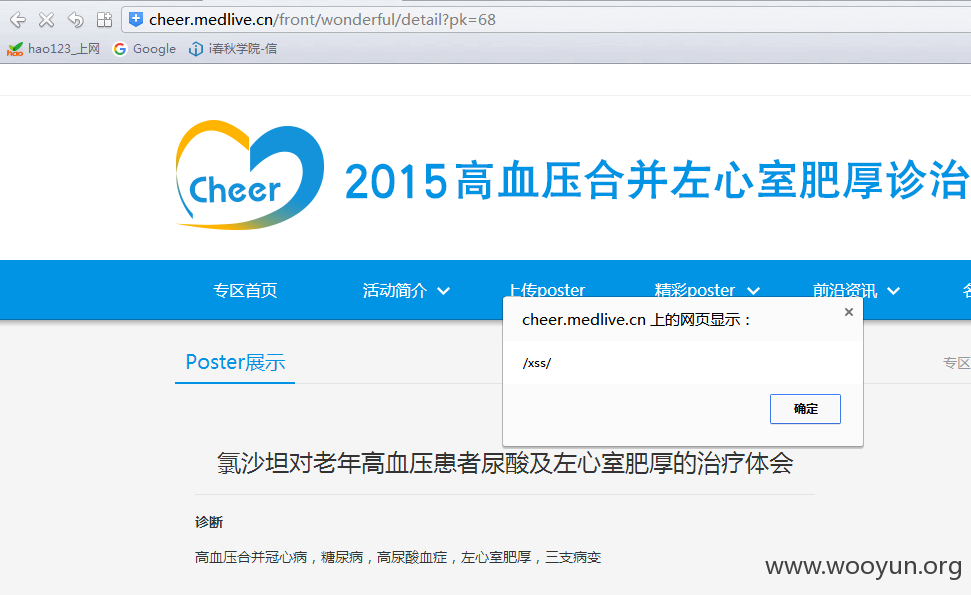 cheer.medlive.cn/front/wonderful/detail?pk=68
hao123_上网 Google i春秋学院-信
Cheer
2015高血压合并左心室肥厚诊治
专区首页 活动简介 上传poster 精彩poster 前沿资讯
cheer.medlive.cn 上的网页显示：
/xss/
确定
Poster展示 专区
氯沙坦对老年高血压患者尿酸及左心室肥厚的治疗体会
诊断
高血压合并冠心病，糖尿病，高尿酸血症，左心室肥厚，三支病变
www.wooyun.org